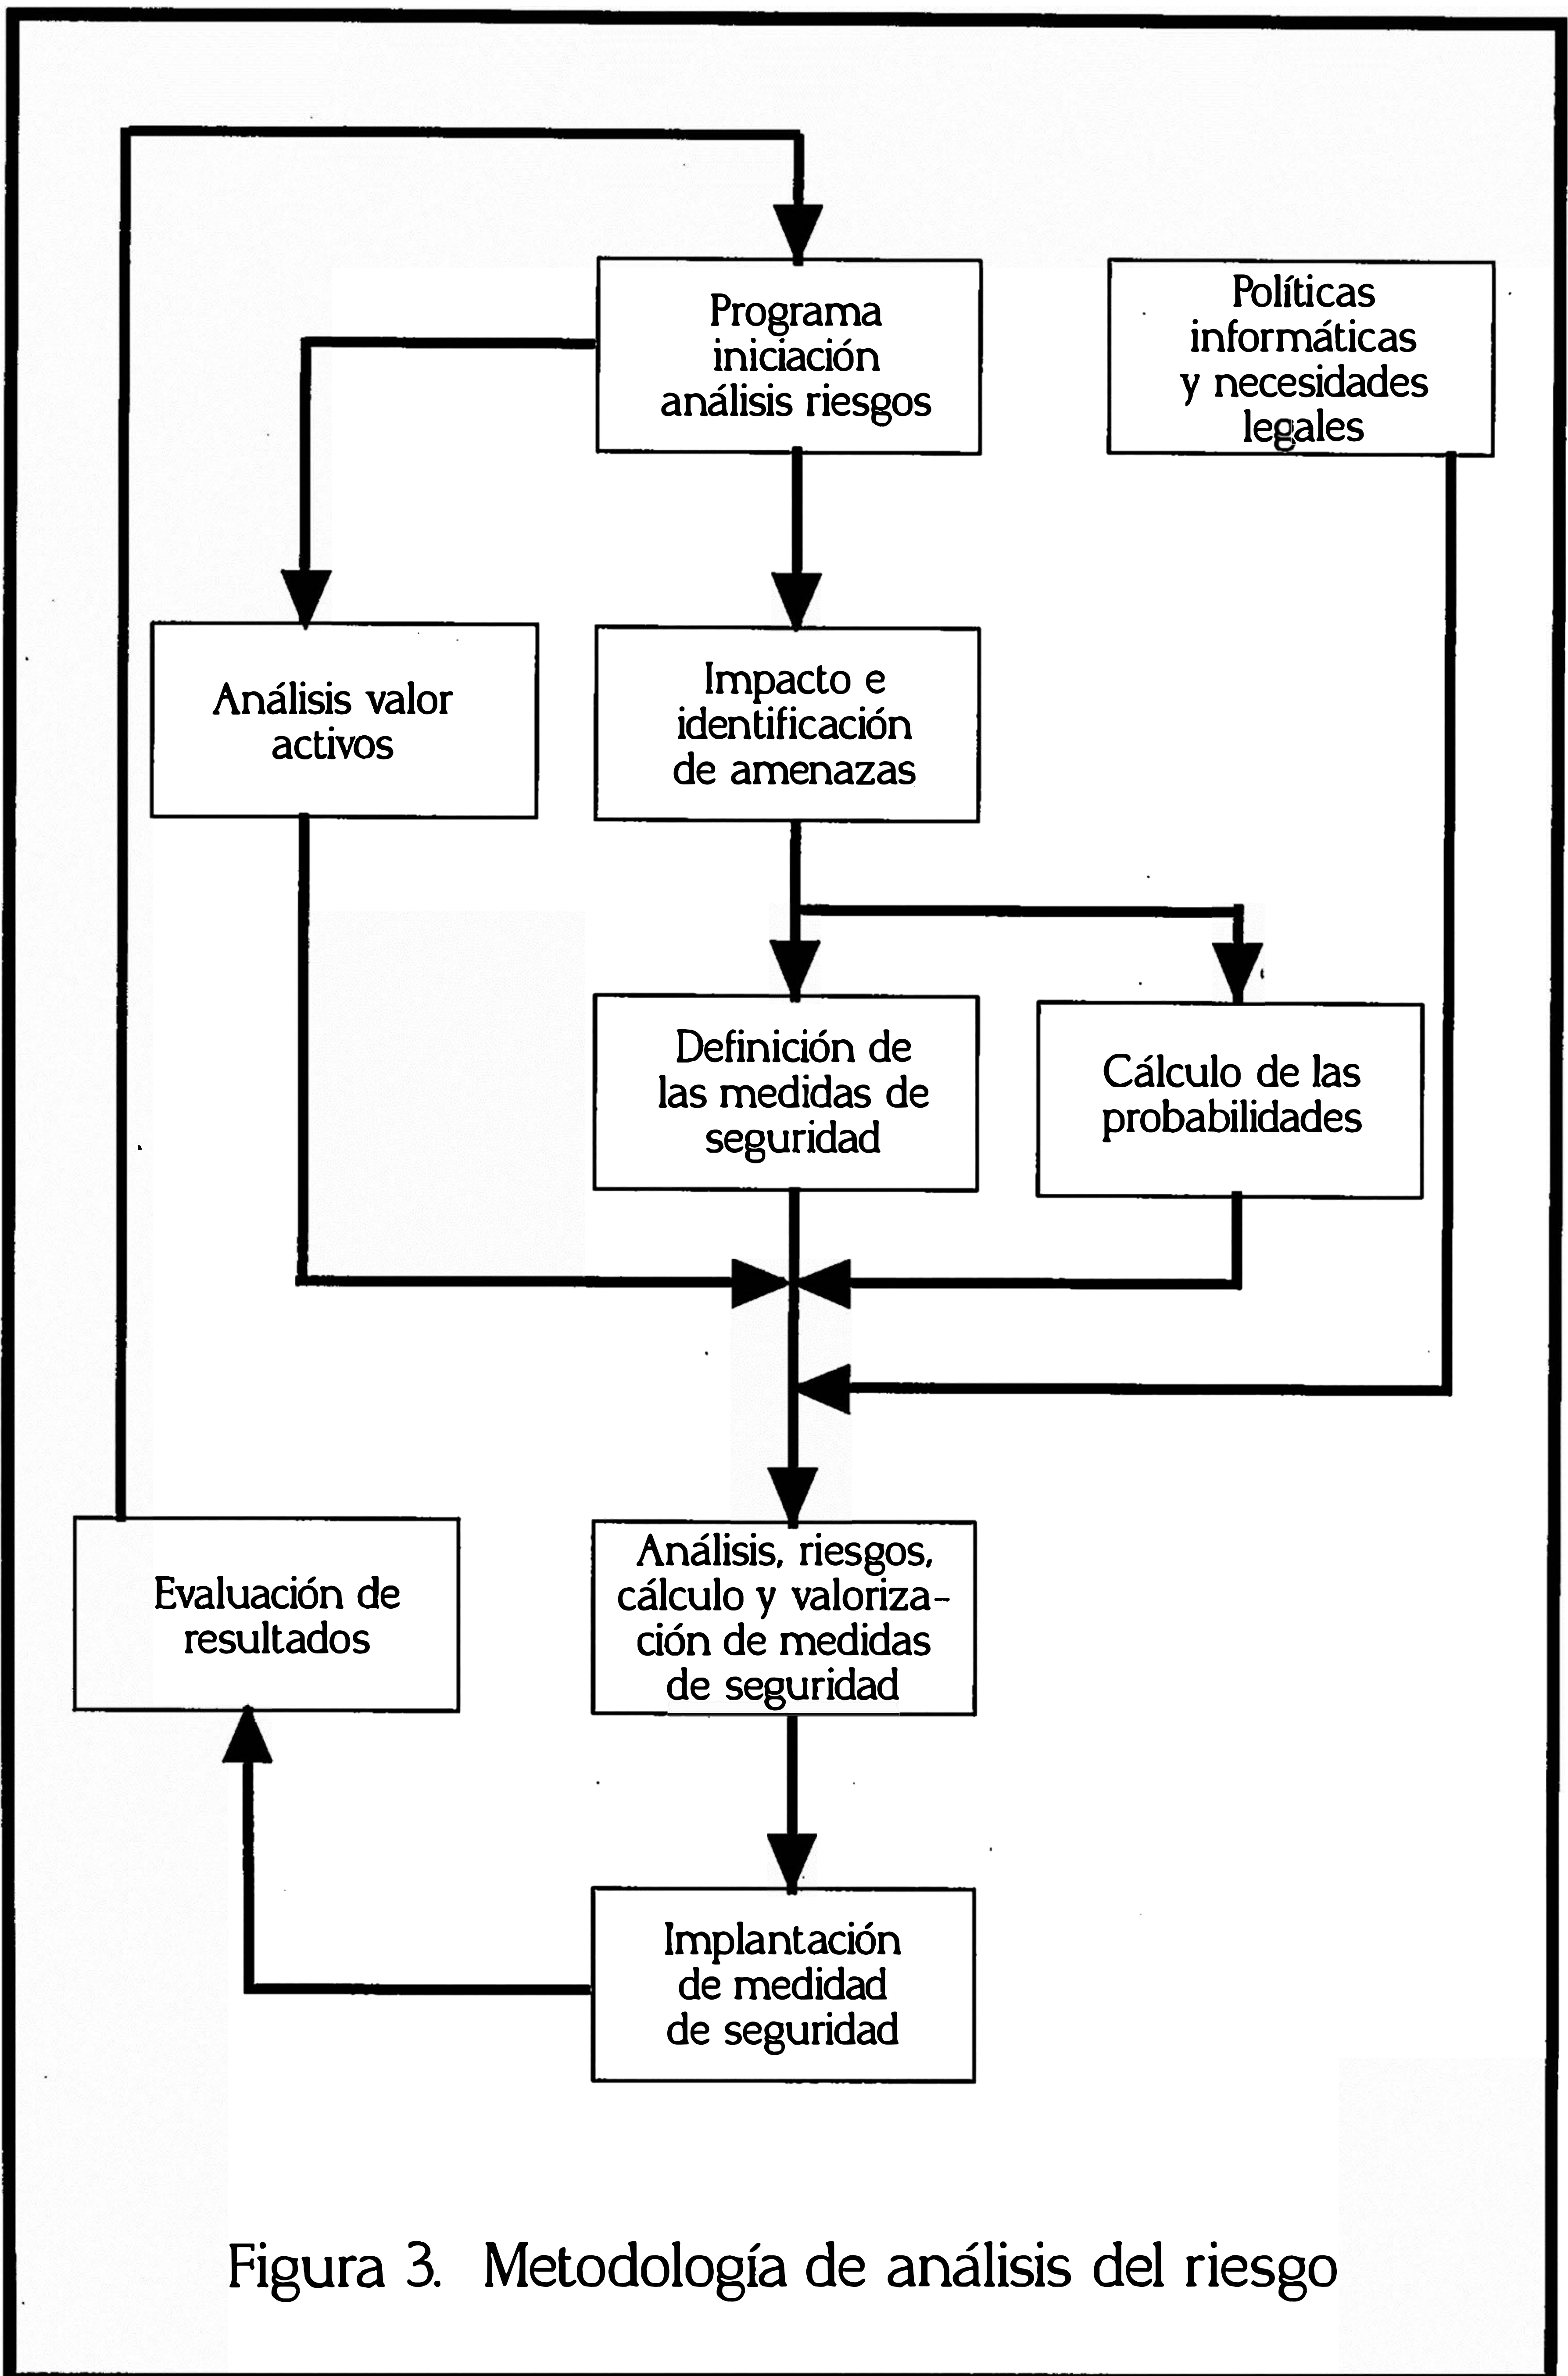 Programa
iniciación
análisis riesgos
Políticas
informáticas
y necesidades
legales
Análisis valor
activos
Impacto e
identificación
de amenazas
Definición de
las medidas de
seguridad
Cálculo de las
probabilidades
Evaluación de
resultados
Análisis, riesgos,
cálculo y valoriza-
ción de medidas
de seguridad
Implantación
de medidad
de seguridad
Figura 3. Metodología de análisis del riesgo